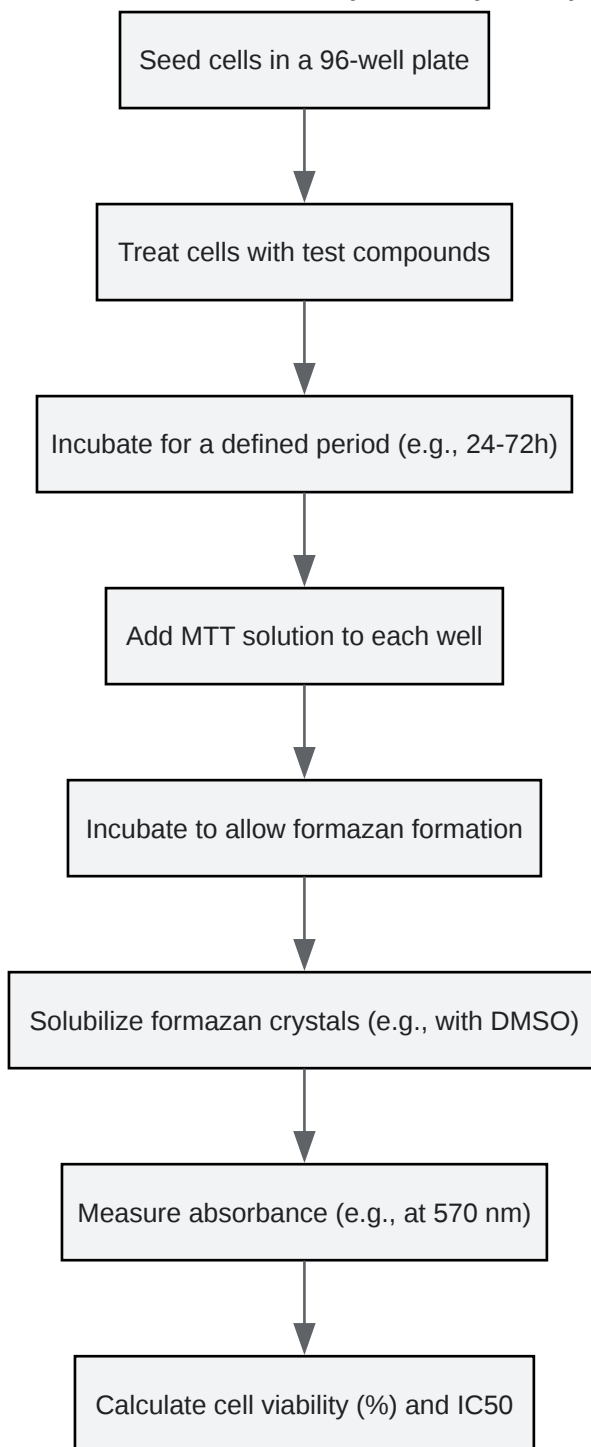 Seed cells in a 96-well plate
Treat cells with test compounds
Incubate for a defined period (e.g., 24-72h)
Add MTT solution to each well
Incubate to allow formazan formation
Solubilize formazan crystals (e.g., with DMSO)
Measure absorbance (e.g., at 570 nm)
Calculate cell viability (%) and IC50